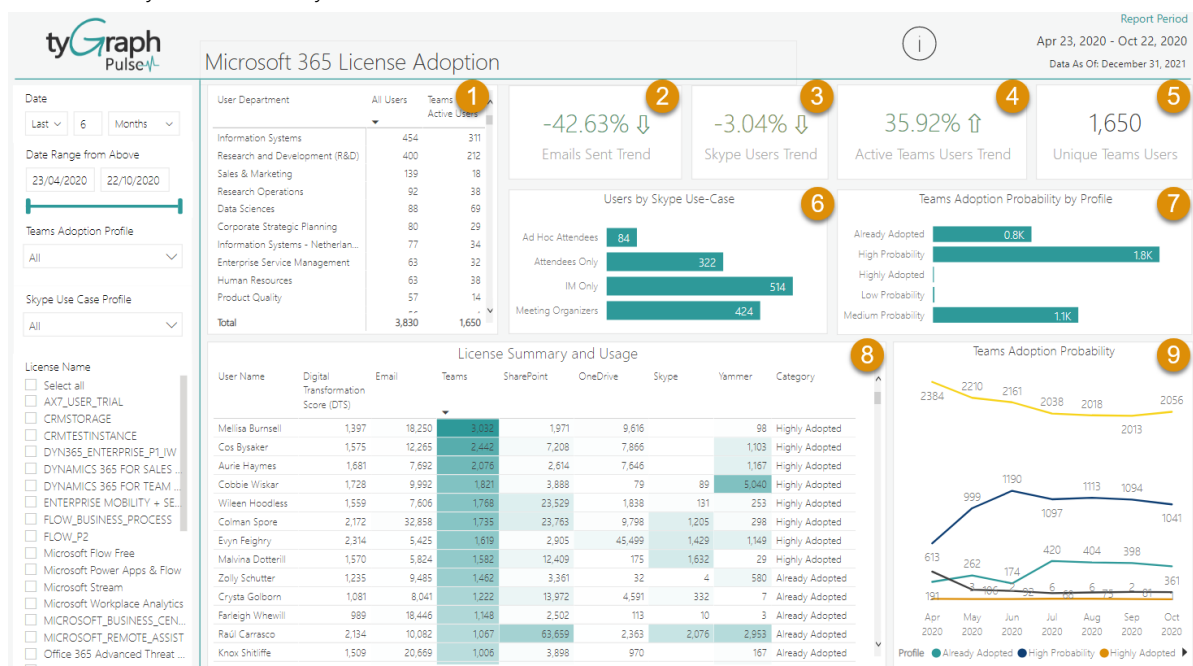 tyGraph
Pulse
Microsoft 365 License Adoption
i
Report Period
Apr 23, 2020 - Oct 22, 2020
Data As Of: December 31, 2021
Date
Last 6 Months
Date Range from Above
23/04/2020 22/10/2020
Teams Adoption Profile
All
Skype Use Case Profile
All
License Name
Select all
AX7_USER_TRIAL
CRMSTORAGE
CRMTESTINSTANCE
DYN365_ENTERPRISE_P1_IW
DYNAMICS 365 FOR SALES ...
DYNAMICS 365 FOR TEAM ...
ENTERPRISE MOBILITY + SE...
FLOW_BUSINESS_PROCESS
FLOW_P2
Microsoft Flow Free
Microsoft Power Apps & Flow
Microsoft Stream
Microsoft Workplace Analytics
MICROSOFT_BUSINESS_CEN...
MICROSOFT_REMOTE_ASSIST
Office 365 Advanced Threat ...
1
User Department All Users Teams
Active Users
Information Systems 454 311
Research and Development (R&D) 400 212
Sales & Marketing 139 18
Research Operations 92 38
Data Sciences 88 69
Corporate Strategic Planning 80 29
Information Systems - Netherlan... 77 34
Enterprise Service Management 63 32
Human Resources 63 38
Product Quality 57 14
Total 3,830 1,650
2
-42.63%
Emails Sent Trend
3
-3.04%
Skype Users Trend
4
35.92%
Active Teams Users Trend
5
1,650
Unique Teams Users
6
Users by Skype Use-Case
Ad Hoc Attendees 84
Attendees Only 322
IM Only 514
Meeting Organizers 424
7
Teams Adoption Probability by Profile
Already Adopted 0.8K
High Probability 1.8K
Highly Adopted
Low Probability
Medium Probability 1.1K
8
License Summary and Usage
User Name Digital Transformation Score (DTS) Email Teams SharePoint OneDrive Skype Yammer Category
Mellisa Burnsell 1,397 18,250 3,032 1,971 9,616 98 Highly Adopted
Cos Bysaker 1,575 12,265 2,442 7,208 7,866 1,103 Highly Adopted
Aurie Haymes 1,681 7,692 2,076 2,614 7,646 1,167 Highly Adopted
Cobbie Wiskar 1,728 9,992 1,821 3,888 79 89 5,040 Highly Adopted
Wileen Hoodless 1,559 7,606 1,768 23,529 1,838 131 253 Highly Adopted
Colman Spore 2,172 32,858 1,735 23,763 9,798 1,205 298 Highly Adopted
Evyn Feighry 2,314 5,425 1,619 2,905 45,499 1,429 1,149 Highly Adopted
Malvina Dotterill 1,570 5,824 1,582 12,409 175 1,632 29 Highly Adopted
Zolly Schutter 1,235 9,485 1,462 3,361 32 4 580 Already Adopted
Crysta Golborn 1,081 8,041 1,222 13,972 4,591 332 7 Already Adopted
Farleigh Whewill 989 18,446 1,148 2,502 113 10 3 Already Adopted
Raúl Carrasco 2,134 10,082 1,067 63,659 2,363 2,076 2,953 Already Adopted
Knox Shitliffe 1,509 20,669 1,006 3,898 970 167 Already Adopted
9
Teams Adoption Probability
2384 2210 2161 2038 2018 2013 2056
613 999 1190 1097 1113 1094 1041
191 262 174 420 404 398 361
3 106 2 92 6 68 6 73 2 81
Apr 2020 May 2020 Jun 2020 Jul 2020 Aug 2020 Sep 2020 Oct 2020
Profile Already Adopted High Probability Highly Adopted